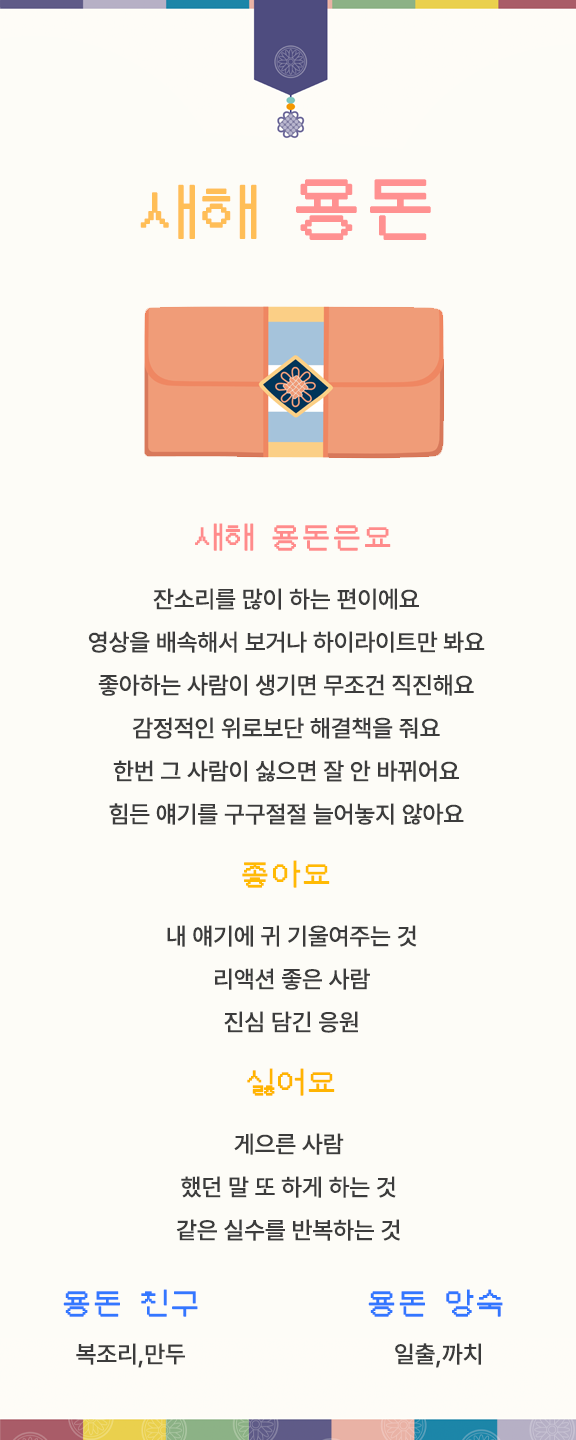 새해 용돈
새해 용돈은요
잔소리를 많이 하는 편이에요
영상을 배속해서 보거나 하이라이트만 봐요
좋아하는 사람이 생기면 무조건 직진해요
감정적인 위로보단 해결책을 줘요
한번 그 사람이 싫으면 잘 안 바뀌어요
힘든 얘기를 구구절절 늘어놓지 않아요
좋아요
내 얘기에 귀 기울여주는 것
리액션 좋은 사람
진심 담긴 응원
싫어요
게으른 사람
했던 말 또 하게 하는 것
같은 실수를 반복하는 것
용돈 친구
복조리,만두
용돈 앙숙
일출,까치